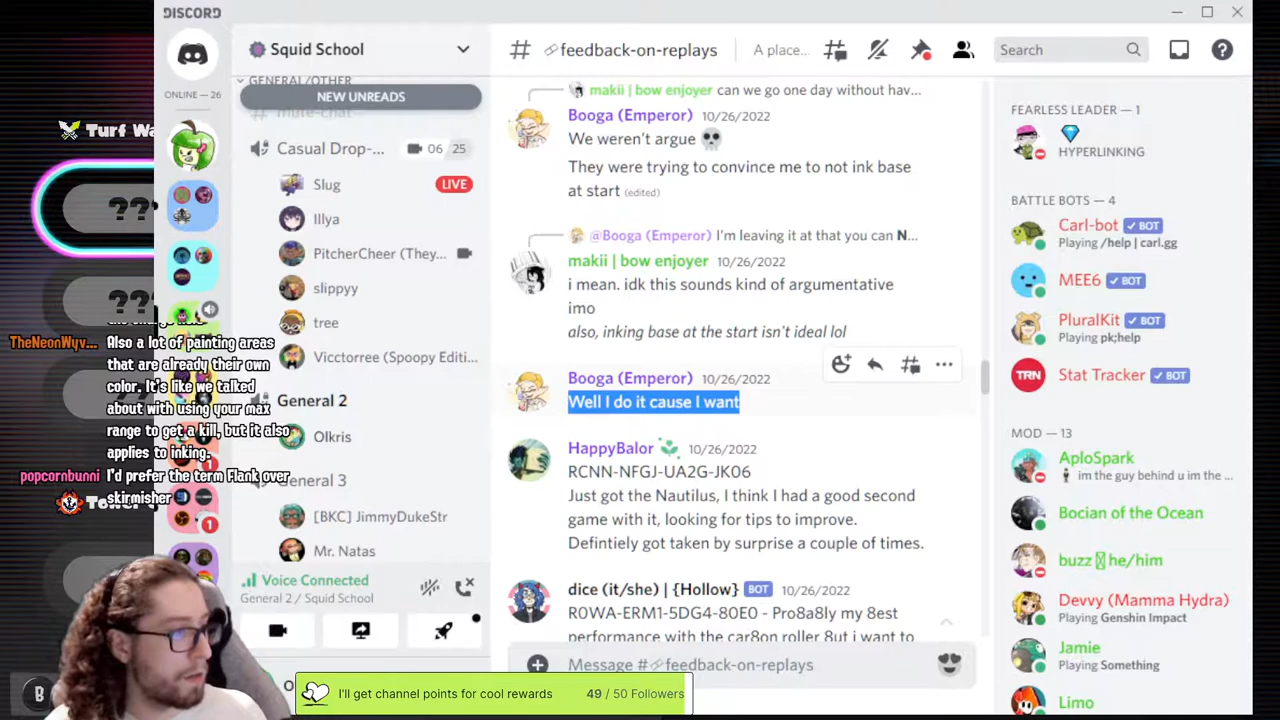 DISCORD
ONLINE — 26
Turf Wa
??
??
TheNeonWyv... Also a lot of painting areas
that are already their own
color. It's like we talked
about with using your max
range to get a kill, but it also
applies to inking.
popcornbunni I'd prefer the term Flank over
skirmisher
1
1
B
Squid School
GENERAL/OTHER
NEW UNREADS
mute-chat
Casual Drop-... 06 25
Slug LIVE
Illya
PitcherCheer (They...
slippyy
tree
Vicctorree (Spoopy Editi...
General 2
Olkris
General 3
[BKC] JimmyDukeStr
Mr. Natas
Voice Connected
General 2 / Squid School
feedback-on-replays
A place...
Search
makii | bow enjoyer can we go one day without hav...
Booga (Emperor) 10/26/2022
We weren't argue 💀
They were trying to convince me to not ink base
at start (edited)
@Booga (Emperor) I'm leaving it at that you can N...
makii | bow enjoyer 10/26/2022
i mean. idk this sounds kind of argumentative
imo
also, inking base at the start isn't ideal lol
Booga (Emperor) 10/26/2022
Well I do it cause I want
HappyBalor 10/26/2022
RCNN-NFGJ-UA2G-JK06
Just got the Nautilus, I think I had a good second
game with it, looking for tips to improve.
Defintiely got taken by surprise a couple of times.
dice (it/she) | {Hollow} BOT 10/26/2022
R0WA-ERM1-5DG4-80E0 - Pro8a8ly my 8est
performance with the car8on roller 8ut i want to
Message #feedback-on-replays
I'll get channel points for cool rewards 49 / 50 Followers
FEARLESS LEADER — 1
HYPERLINKING
BATTLE BOTS — 4
Carl-bot BOT
Playing /help | carl.gg
MEE6 BOT
PluralKit BOT
Playing pk;help
TRN
Stat Tracker BOT
MOD — 13
AploSpark
im the guy behind u im the ...
Bocian of the Ocean
buzz he/him
Devvy (Mamma Hydra)
Playing Genshin Impact
Jamie
Playing Something
Limo